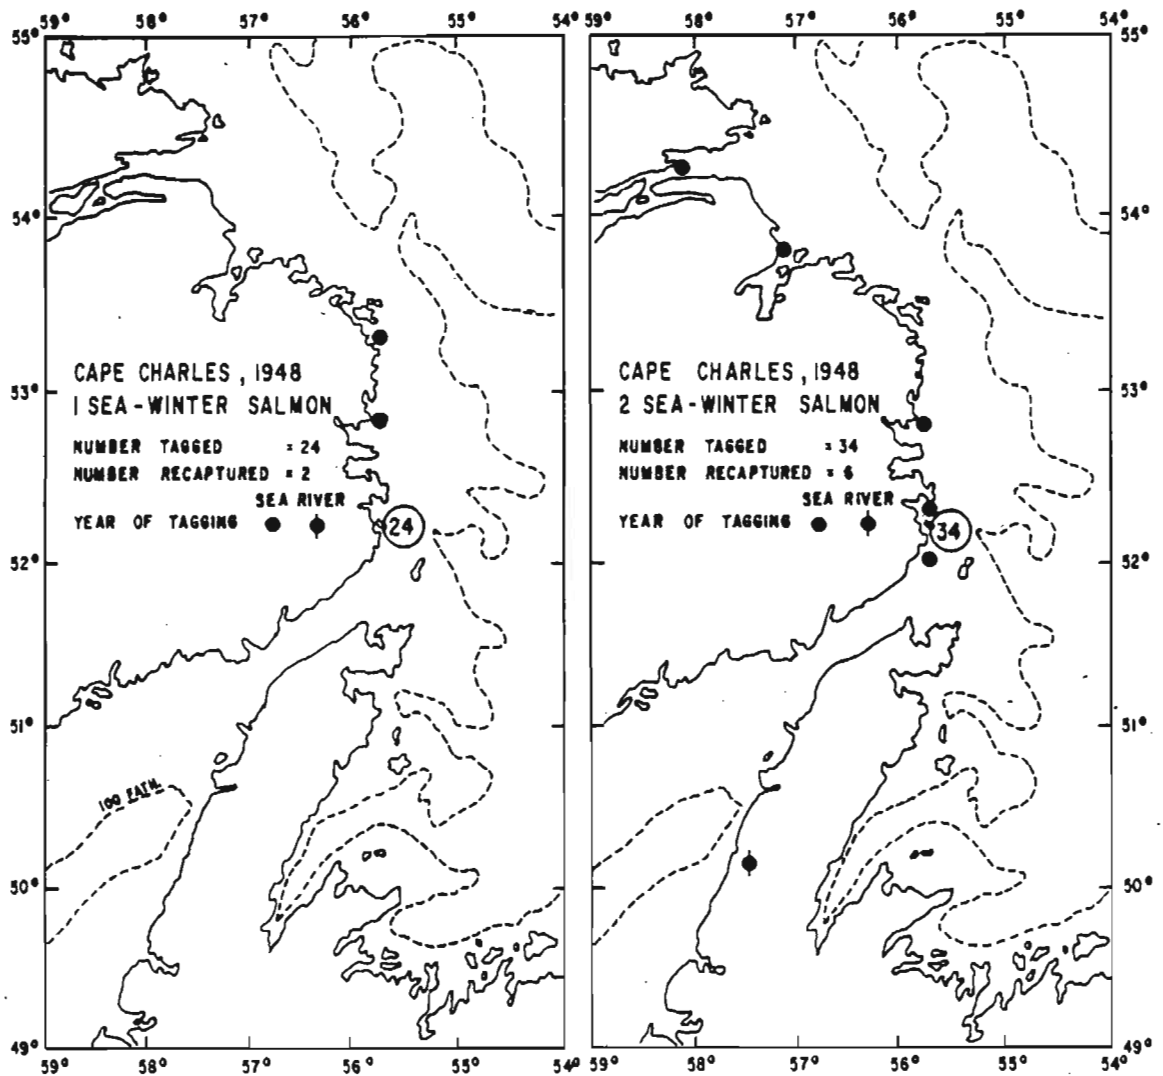 59° 58° 57° 56° 55° 54°
55°
54°
53°
CAPE CHARLES, 1948
1 SEA-WINTER SALMON
NUMBER TAGGED = 24
NUMBER RECAPTURED = 2
SEA RIVER
YEAR OF TAGGING
24
52°
51°
100 FATH.
50°
49°
59° 58° 57° 56° 55° 54°
59° 58° 57° 56° 55° 54°
55°
54°
53°
CAPE CHARLES, 1948
2 SEA-WINTER SALMON
NUMBER TAGGED = 34
NUMBER RECAPTURED = 6
SEA RIVER
YEAR OF TAGGING
34
52°
51°
50°
49°
59° 58° 57° 56° 55° 54°